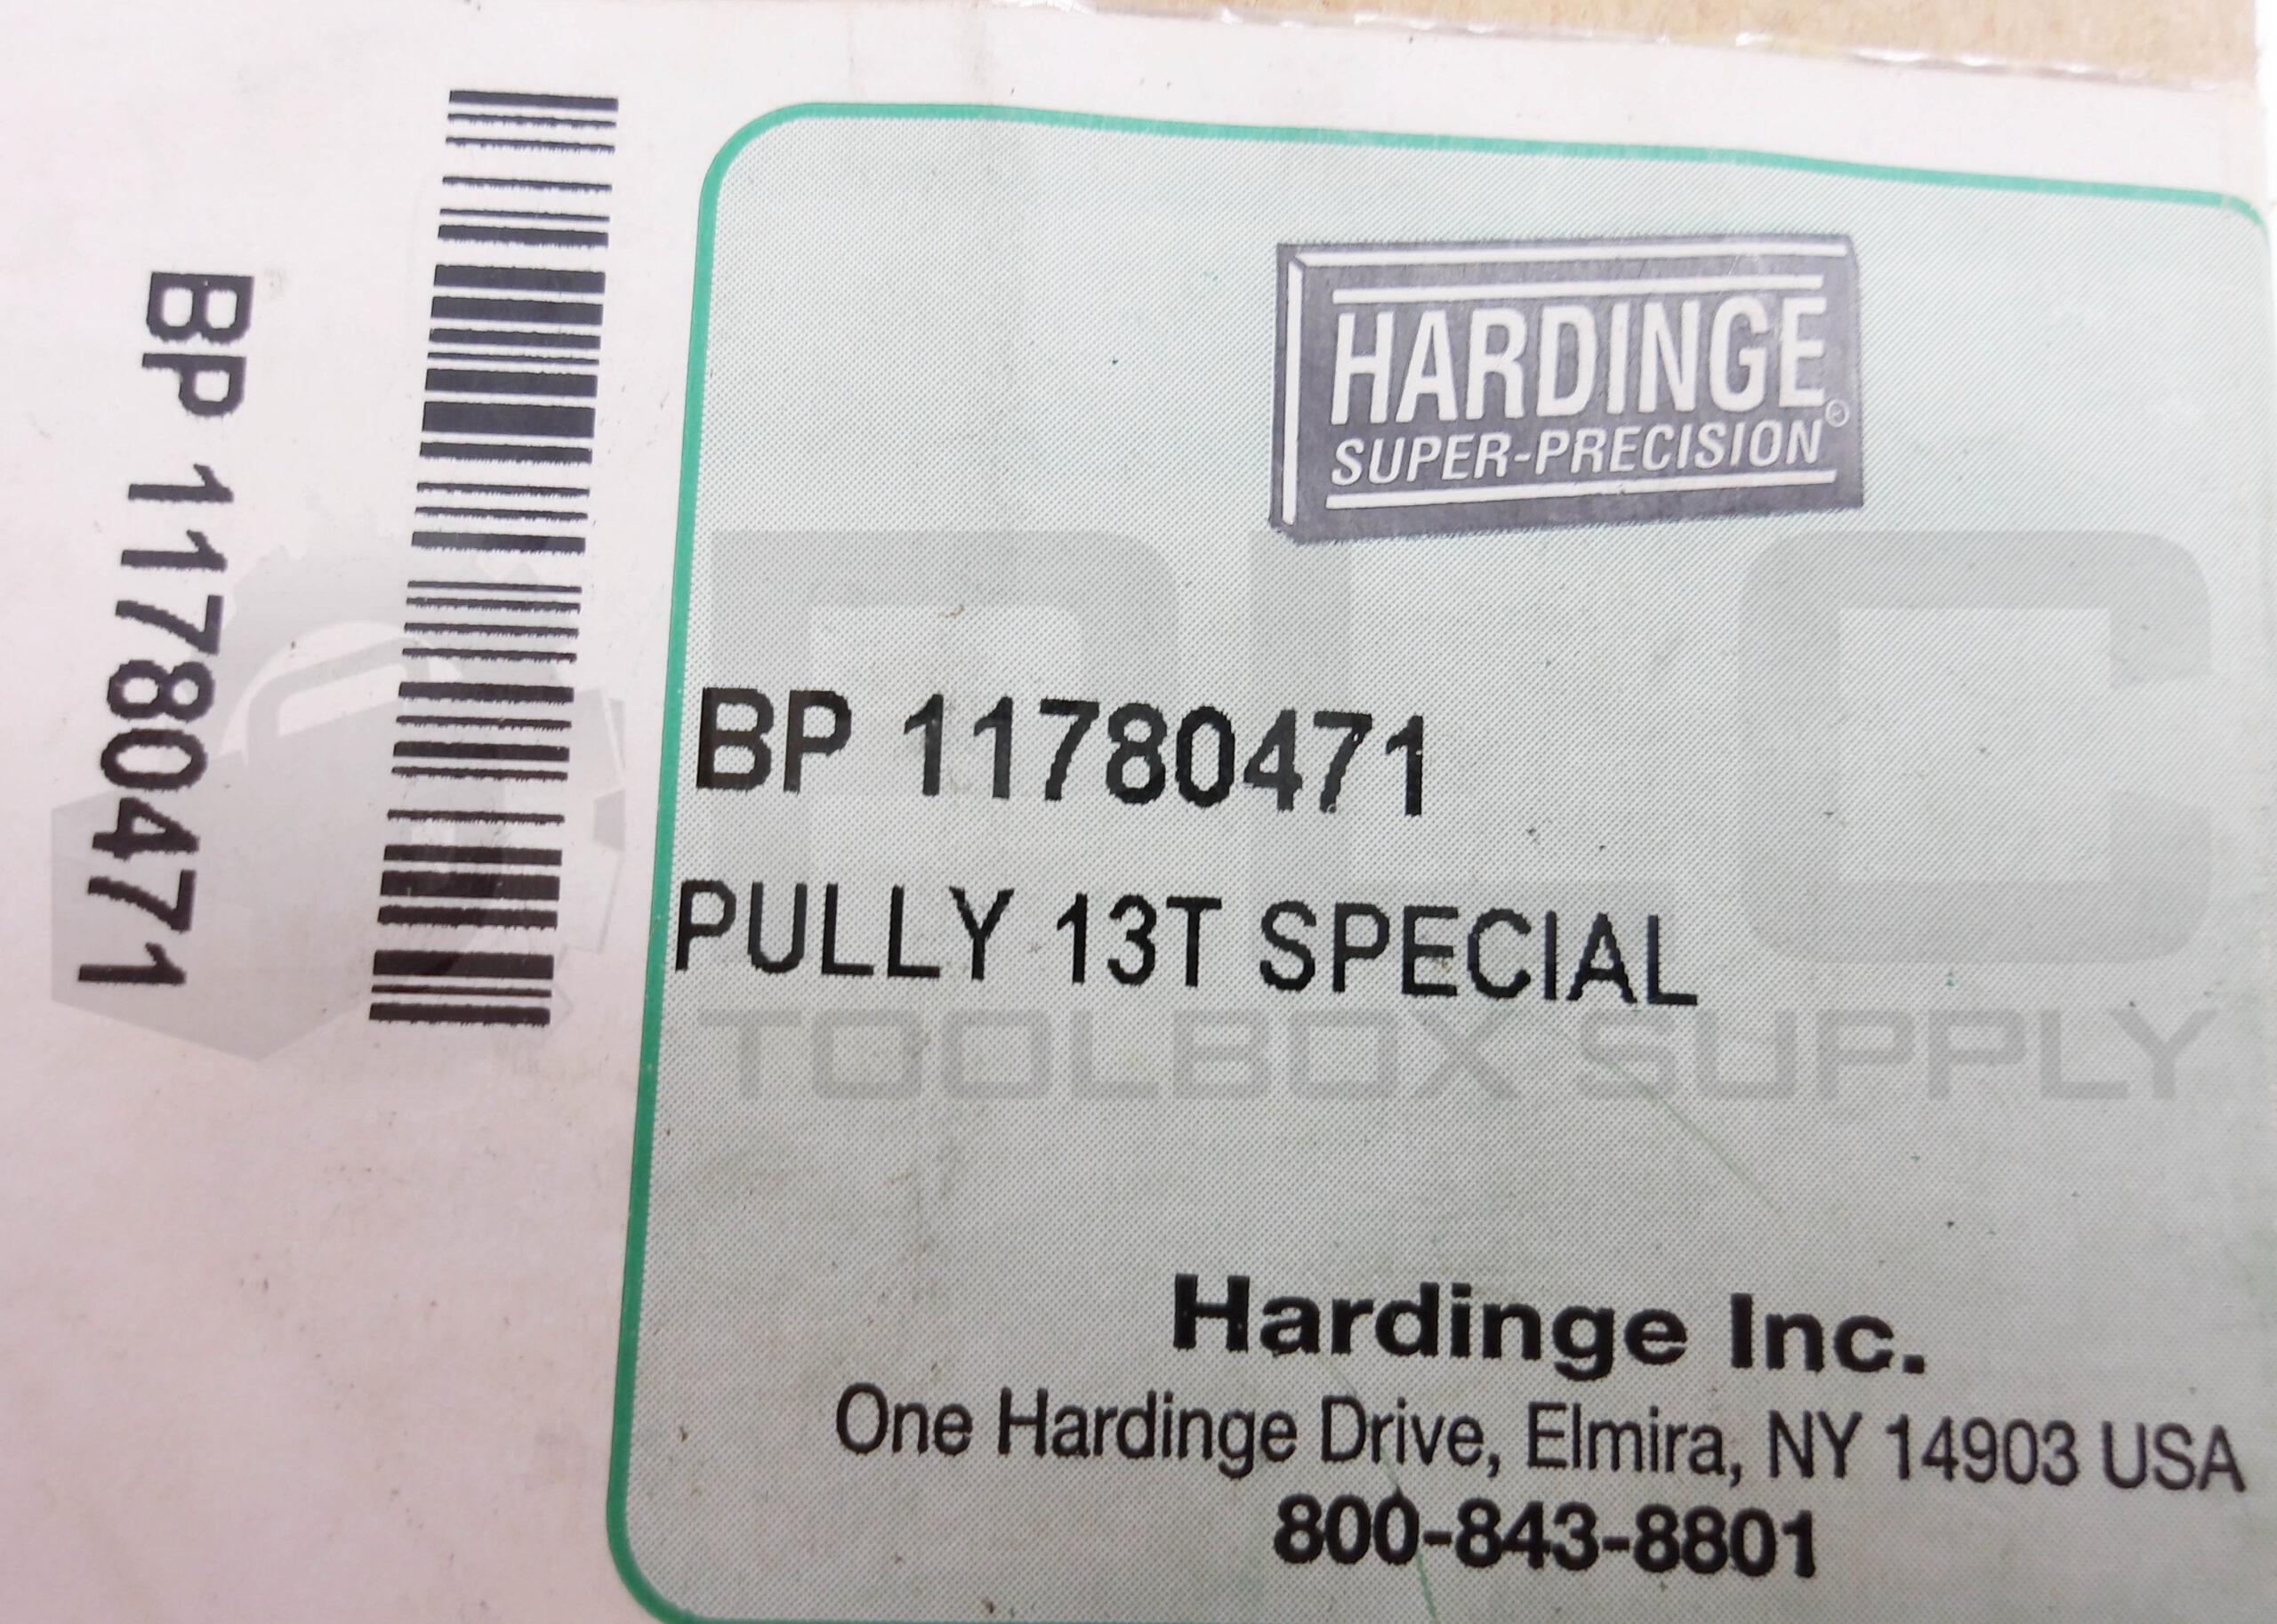 BP 11780471
HARDINGE
SUPER-PRECISION®
BP 11780471
PULLY 13T SPECIAL
PLC
TOOLBOX SUPPLY
Hardinge Inc.
One Hardinge Drive, Elmira, NY 14903 USA
800-843-8801